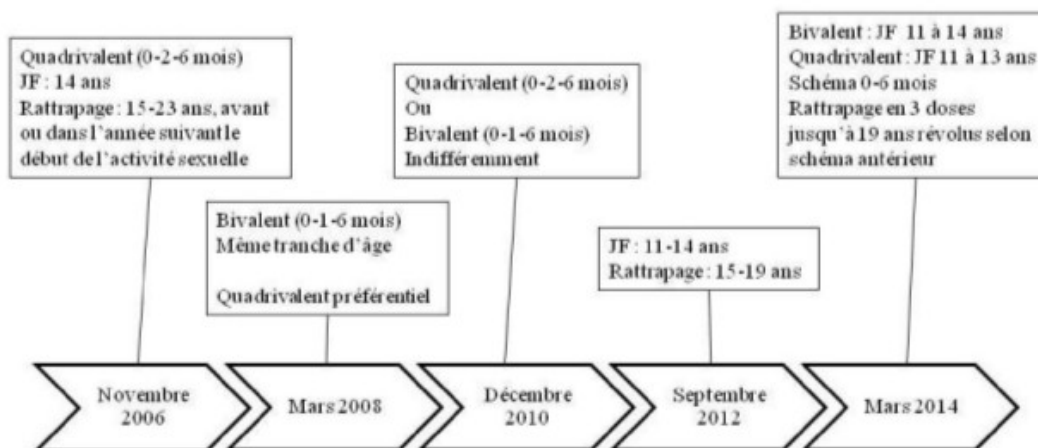 Quadrivalent (0-2-6 mois)
JF : 14 ans
Rattrapage : 15-23 ans, avant
ou dans l'année suivant le
début de l'activité sexuelle
Bivalent (0-1-6 mois)
Même tranche d'âge
Quadrivalent préférentiel
Quadrivalent (0-2-6 mois)
Ou
Bivalent (0-1-6 mois)
Indifféremment
JF : 11-14 ans
Rattrapage : 15-19 ans
Bivalent : JF 11 à 14 ans
Quadrivalent : JF 11 à 13 ans
Schéma 0-6 mois
Rattrapage en 3 doses
jusqu'à 19 ans révolus selon
schéma antérieur
Novembre
2006
Mars 2008
Décembre
2010
Septembre
2012
Mars 2014